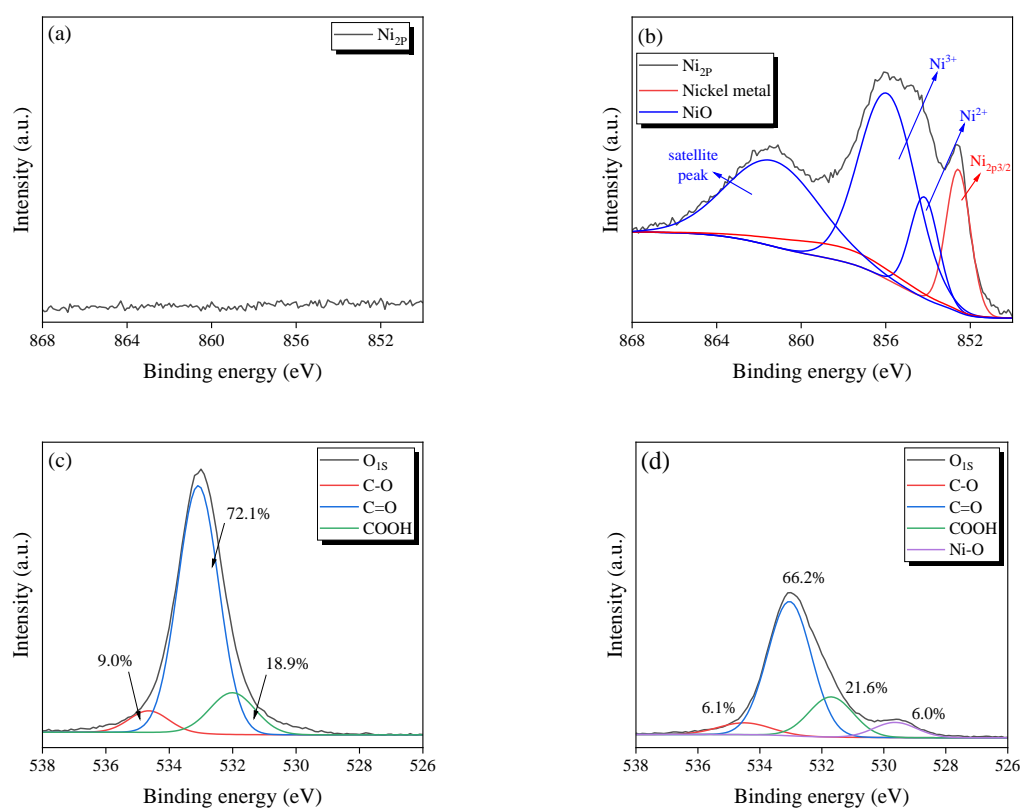 (a)
Ni2P
Intensity (a.u.)
868 864 860 856 852
Binding energy (eV)
(b)
Ni2P
Nickel metal
NiO
Ni3+
Ni2+
Ni2p3/2
satellite
peak
Intensity (a.u.)
868 864 860 856 852
Binding energy (eV)
(c)
O1S
C-O
C=O
COOH
72.1%
9.0%
18.9%
Intensity (a.u.)
538 536 534 532 530 528 526
Binding energy (eV)
(d)
O1S
C-O
C=O
COOH
Ni-O
66.2%
6.1%
21.6%
6.0%
Intensity (a.u.)
538 536 534 532 530 528 526
Binding energy (eV)